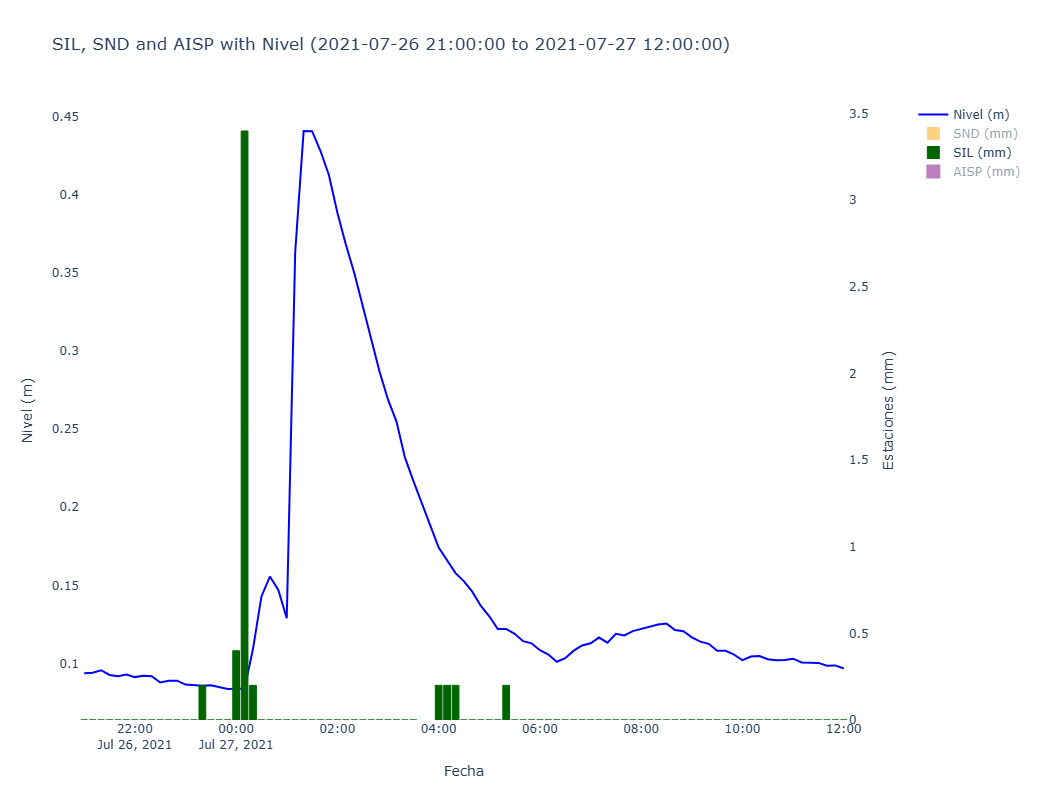 SIL, SND and AISP with Nivel (2021-07-26 21:00:00 to 2021-07-27 12:00:00)
Nivel (m)
0.45
0.4
0.35
0.3
0.25
0.2
0.15
0.1
22:00
Jul 26, 2021
00:00
Jul 27, 2021
02:00
04:00
06:00
08:00
10:00
12:00
Fecha
3.5
3
2.5
2
1.5
1
0.5
0
Estaciones (mm)
Nivel (m)
SND (mm)
SIL (mm)
AISP (mm)